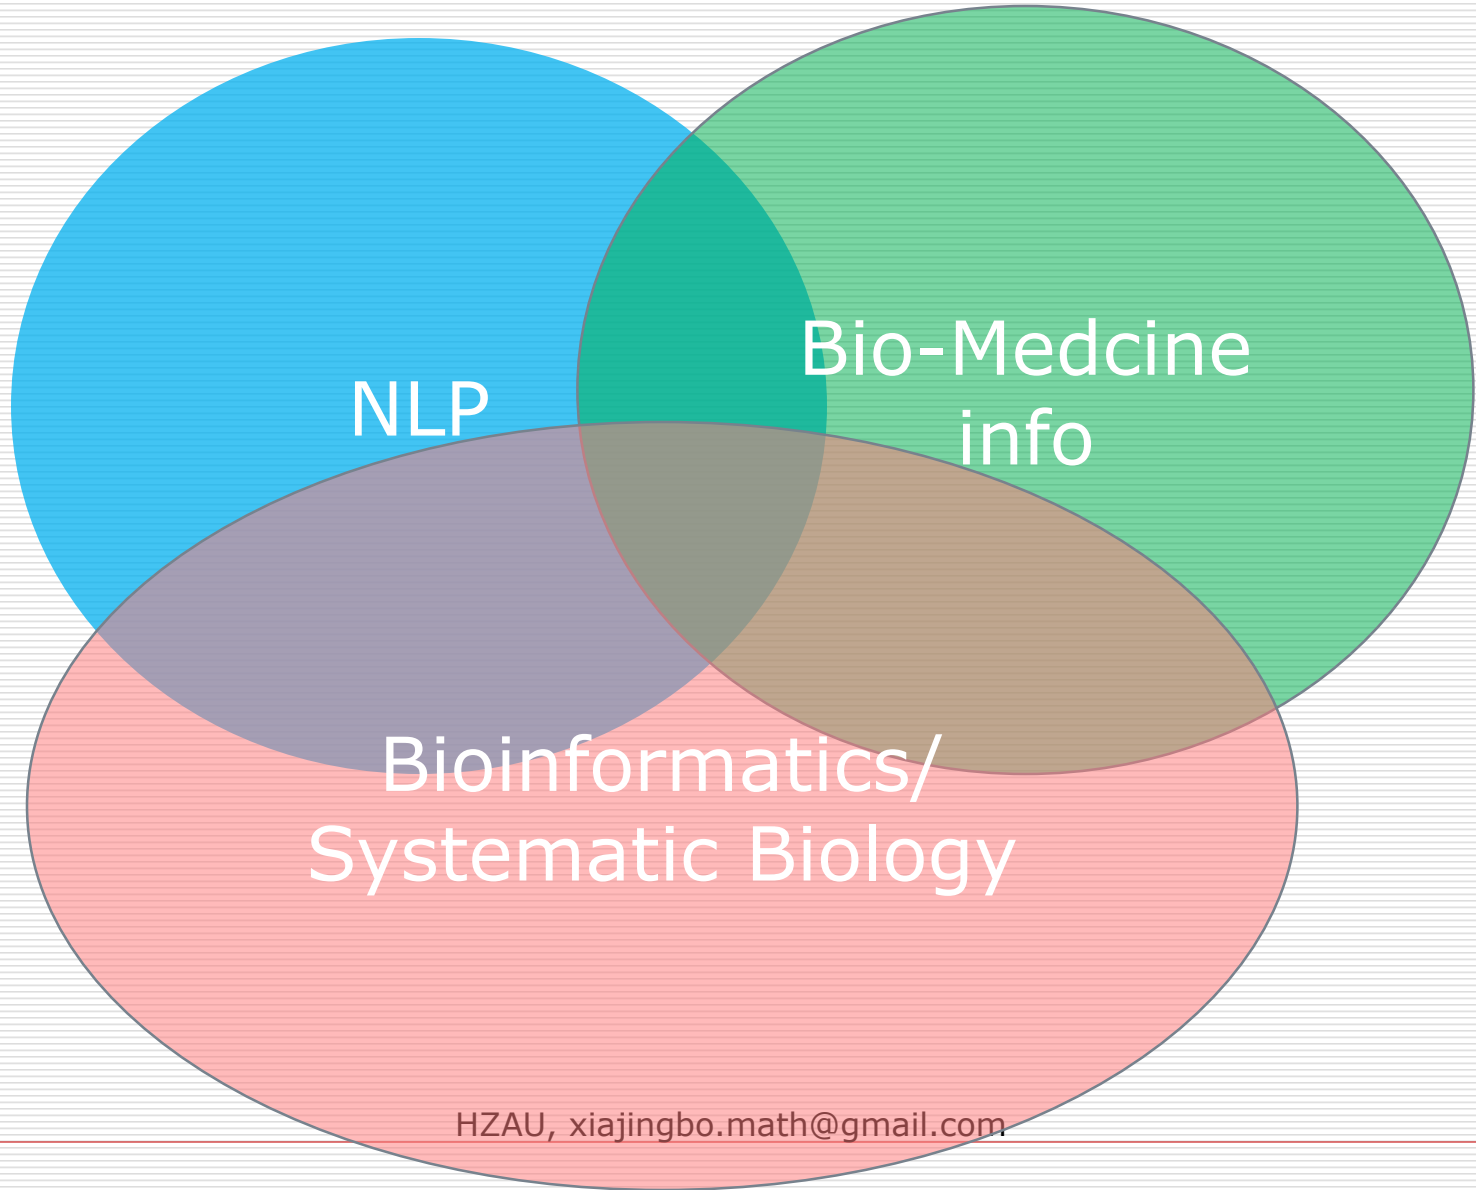 NLP
Bio-Medcine
info
Bioinformatics/
Systematic Biology
HZAU, xiajingbo.math@gmail.com